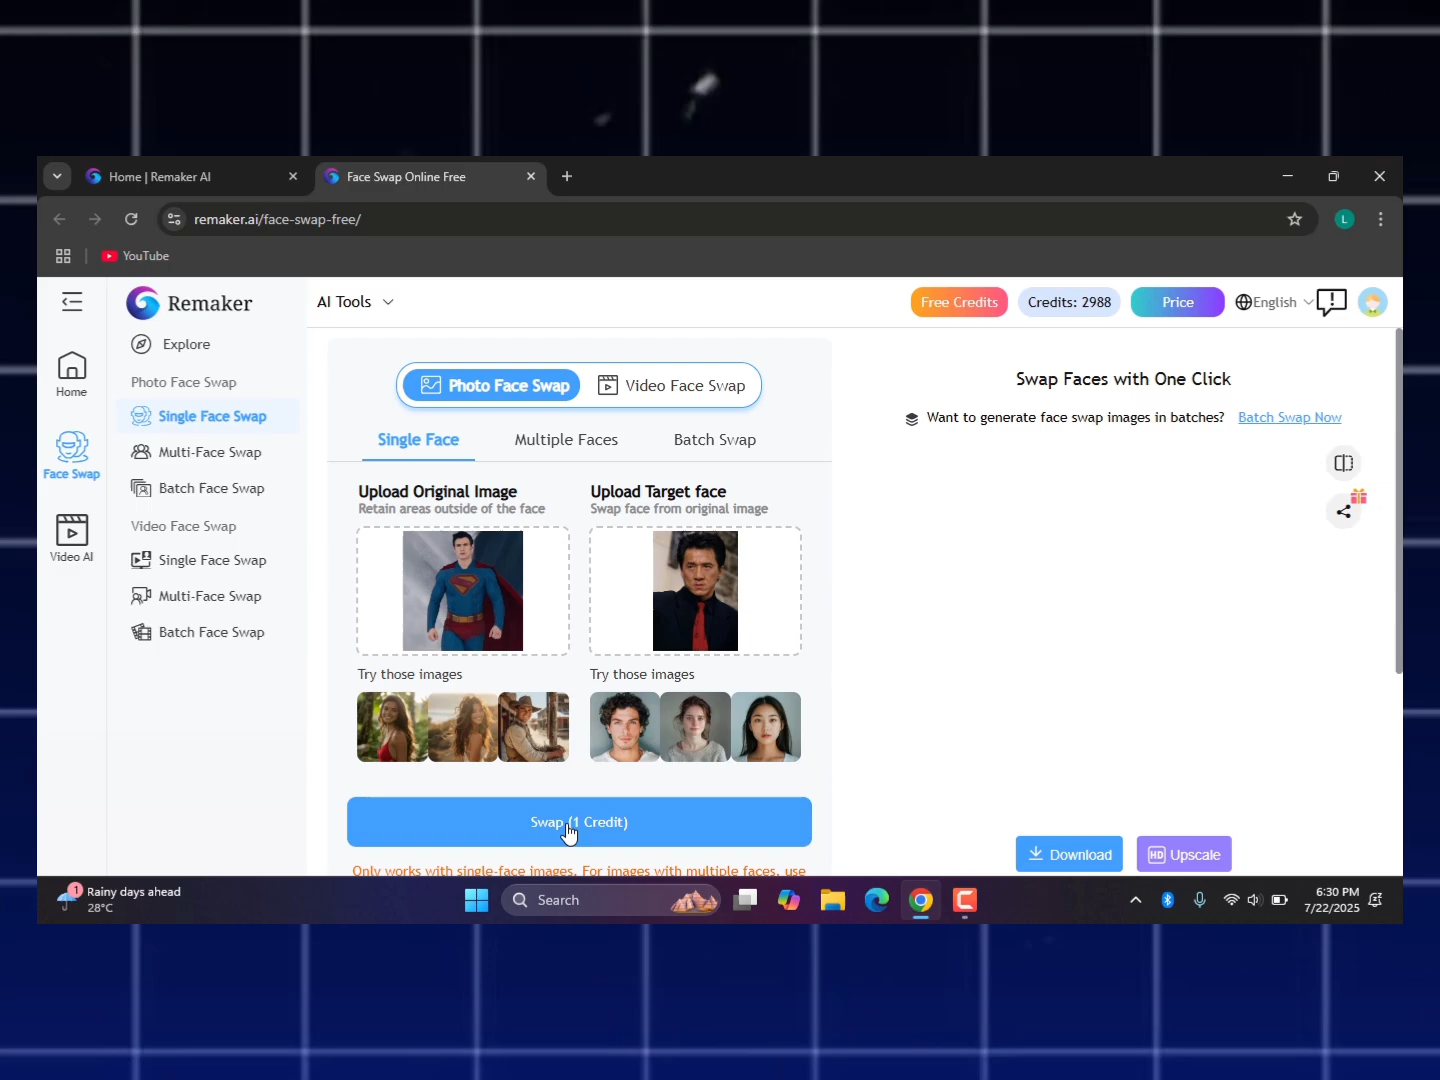 Home | Remaker AI
Face Swap Online Free
remaker.ai/face-swap-free/
L
YouTube
Remaker
AI Tools
Free Credits
Credits: 2988
Price
English
Home
Face Swap
Video AI
Explore
Photo Face Swap
Single Face Swap
Multi-Face Swap
Batch Face Swap
Video Face Swap
Single Face Swap
Multi-Face Swap
Batch Face Swap
Photo Face Swap
Video Face Swap
Single Face
Multiple Faces
Batch Swap
Upload Original Image
Retain areas outside of the face
Upload Target face
Swap face from original image
Try those images
Try those images
Swap (1 Credit)
Only works with single-face images. For images with multiple faces, use
Swap Faces with One Click
Want to generate face swap images in batches? Batch Swap Now
Download
HD Upscale
1
Rainy days ahead
28°C
Search
6:30 PM
7/22/2025